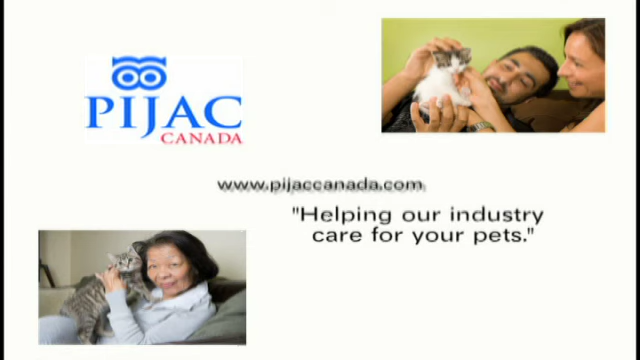 PIJAC
CANADA
www.pijaccanada.com
"Helping our industry
care for your pets."